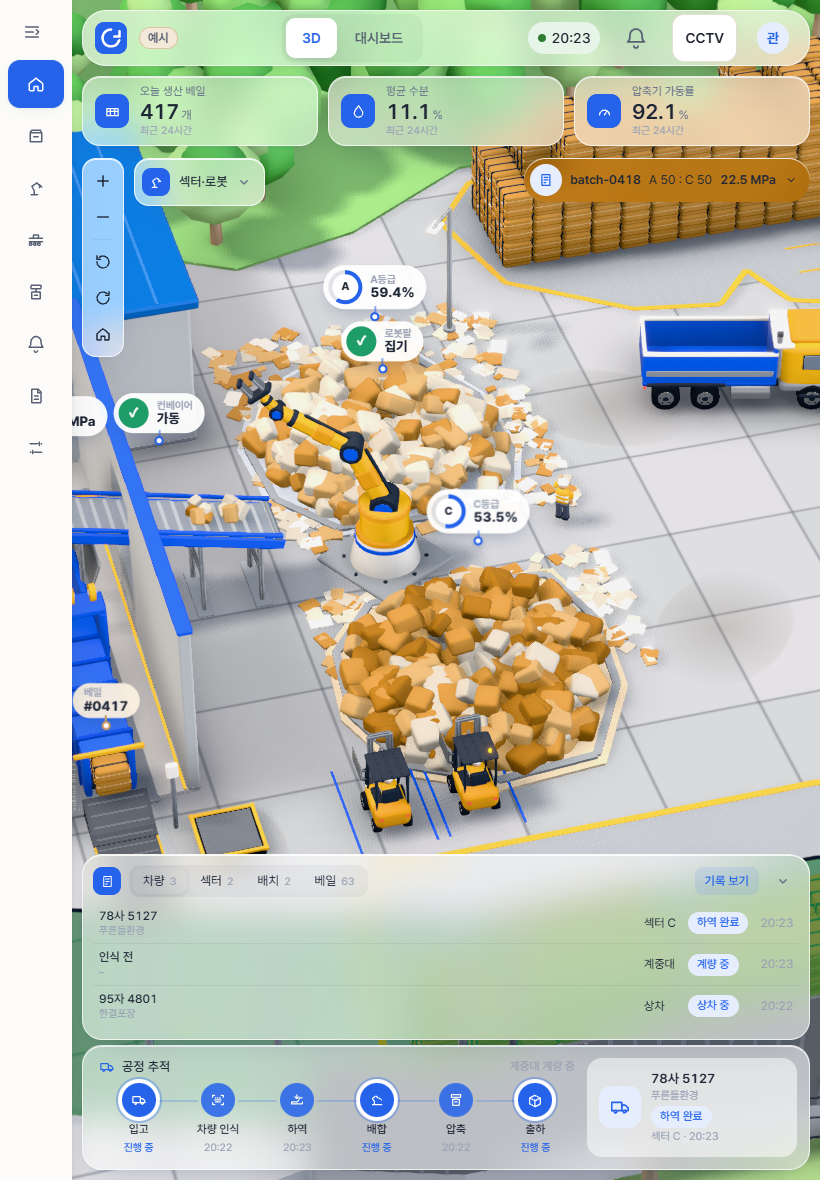 예시
3D
대시보드
20:23
CCTV
관
오늘 생산 베일
417개
최근 24시간
평균 수분
11.1%
최근 24시간
압축기 가동률
92.1%
최근 24시간
섹터·로봇
batch-0418 A 50 : C 50 22.5 MPa
A
A등급
59.4%
로봇팔
집기
MPa
컨베이어
가동
C
C등급
53.5%
베일
#0417
차량 3
섹터 2
배치 2
베일 63
기록 보기
78사 5127
푸른들환경
섹터 C
하역 완료
20:23
인식 전
–
계중대
계량 중
20:23
95자 4801
한결포장
상차
상차 중
20:22
공정 추적
계중대 계량 중
입고
진행 중
차량 인식
20:22
하역
20:23
배합
진행 중
압축
20:22
출하
진행 중
78사 5127
푸른들환경
하역 완료
섹터 C · 20:23